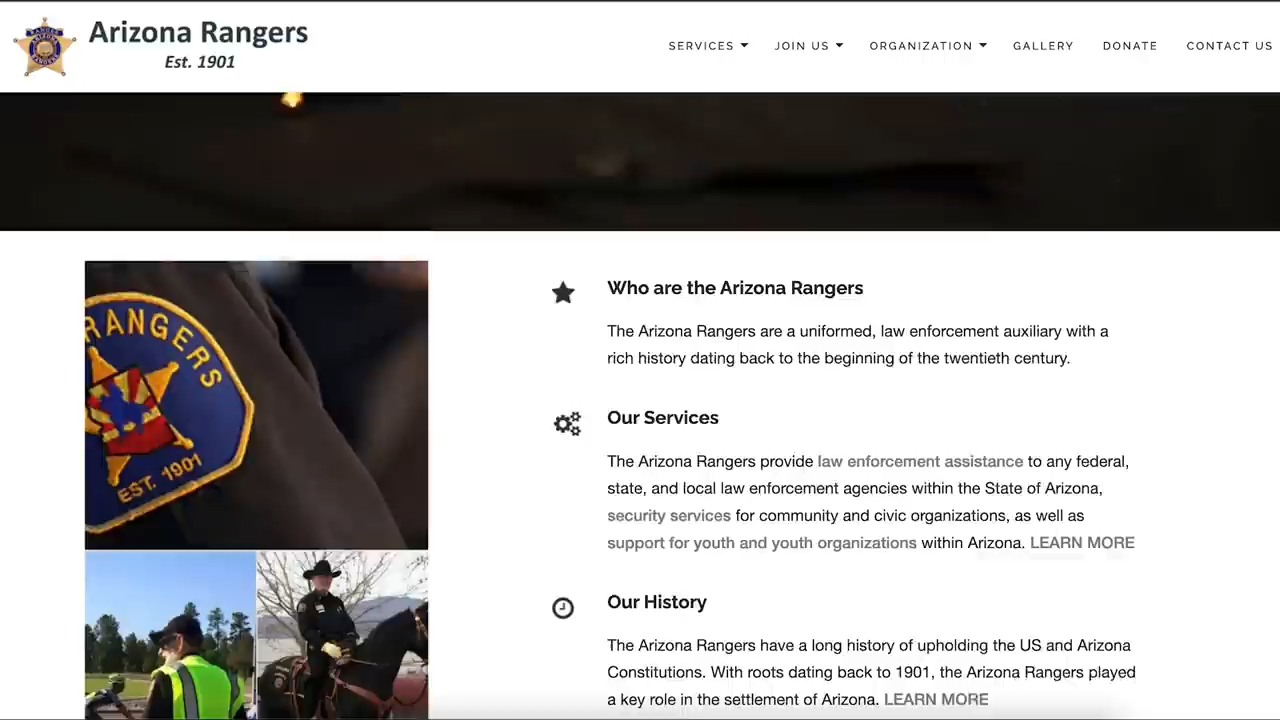 Arizona Rangers
Est. 1901
SERVICES
JOIN US
ORGANIZATION
GALLERY
DONATE
CONTACT US
RANGERS
EST. 1901
Who are the Arizona Rangers
The Arizona Rangers are a uniformed, law enforcement auxiliary with a
rich history dating back to the beginning of the twentieth century.
Our Services
The Arizona Rangers provide law enforcement assistance to any federal,
state, and local law enforcement agencies within the State of Arizona,
security services for community and civic organizations, as well as
support for youth and youth organizations within Arizona. LEARN MORE
Our History
The Arizona Rangers have a long history of upholding the US and Arizona
Constitutions. With roots dating back to 1901, the Arizona Rangers played
a key role in the settlement of Arizona. LEARN MORE